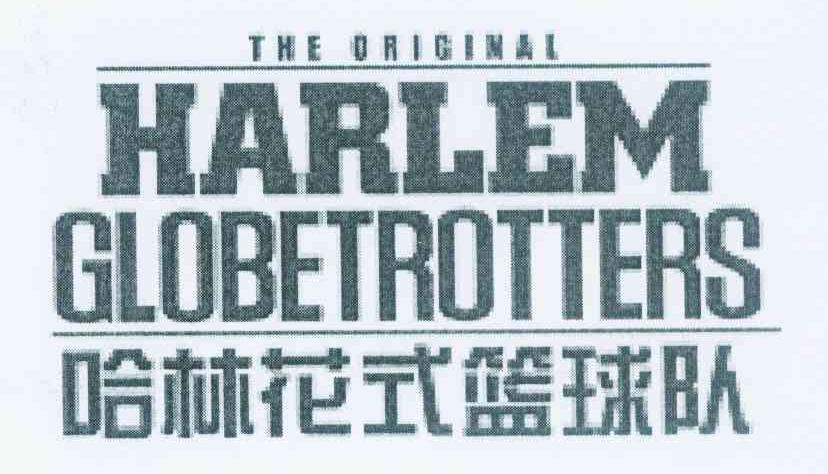 THE ORIGINAL
HARLEM
GLOBETROTTERS
哈林花式篮球队